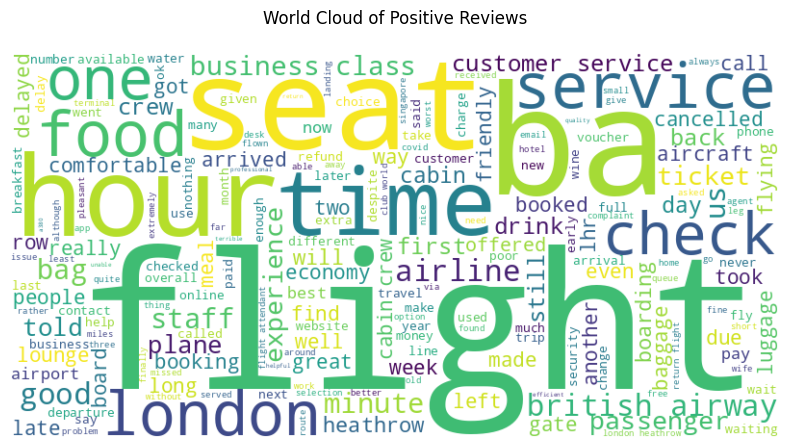 World Cloud of Positive Reviews
number available water
ok
business class
customer service
always
call
one
got
seat
service
delayed
delay
went
crew
given
choice
landing
singapore
received
worst
small
give
terminal
many
desk
flown
now
said
take
charge
friendly
quality
cancelled
food
ba
breakfast
comfortable
arrived
refund
covid
email
voucher
back
phone
way
customer
hotel
aircraft
hour
time
able
away
cabin
new
wine
ticket
flying
nothing
month
later
despite
club world
asked
pleasant
professional
app
use
two
drink
booked
full
day
us
agent
leg
although
extremely
enough
extra
nice
need
complaint
row
really
far
different
first
offered
lhr
early
check
issue
least
meal
experience
will
economy
poor
arrival
home
never
bag
checked
paid
airline
still
even
queue
go
took
last
quite
overall
best
travel
via
cabin crew
used
found
people
contact
online
find
make
option
year
website
money
much
trip
security
change
another
boarding
baggage
return flight
fine
fly
short
luggage
told
help
thing
staff
called
well
three
miles
business
plane
flight attendant
around
line
made
due
wife
lounge
board
finally
missed
booking
great
helpful
week
old
better
pay
airport
without
long
work
selection
free
wait
flight
good
served
next
route
minute
left
british airway
efficient
departure
london
heathrow
gate
passenger
late
say
problem
london heathrow
waiting